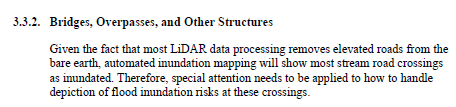 3.3.2. Bridges, Overpasses, and Other Structures
Given the fact that most LiDAR data processing removes elevated roads from the
bare earth, automated inundation mapping will show most stream road crossings
as inundated. Therefore, special attention needs to be applied to how to handle
depiction of flood inundation risks at these crossings.